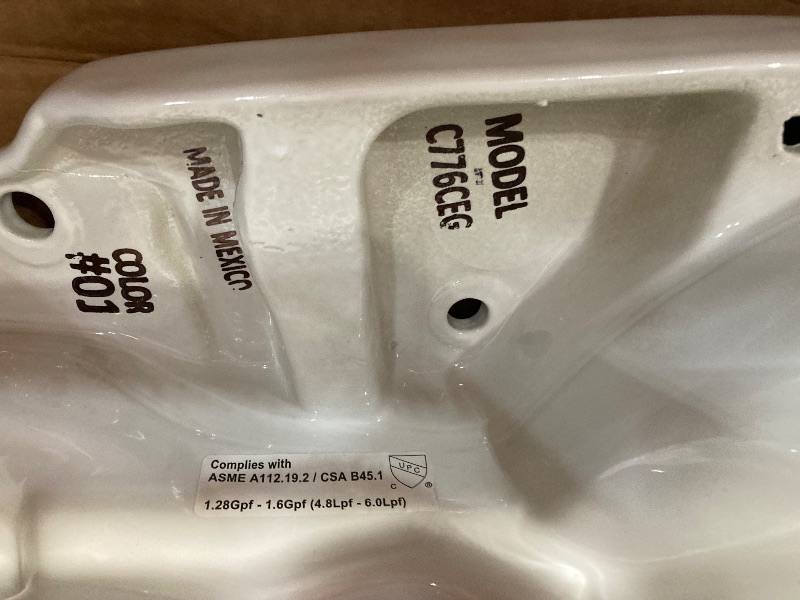 MADE IN MEXICO
COLOR
#01
MODEL
C776CEG
Complies with
ASME A112.19.2 / CSA B45.1
1.28Gpf - 1.6Gpf (4.8Lpf - 6.0Lpf)
UPC
C ®